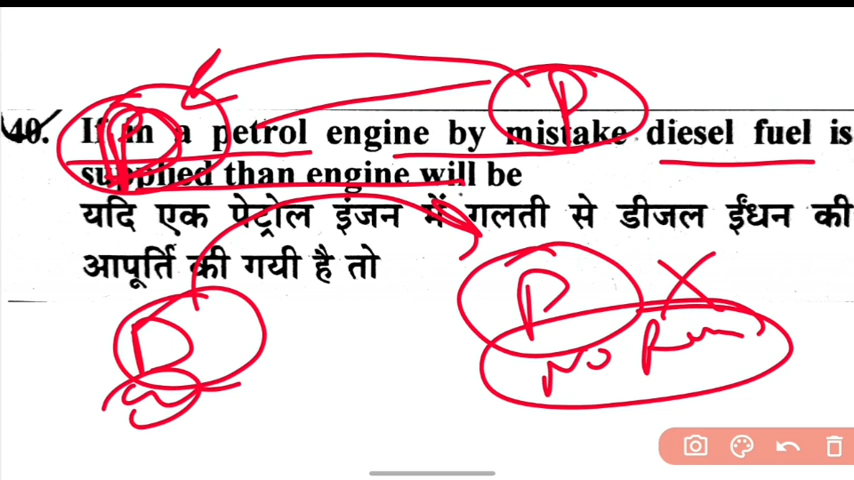 P
40. If in a petrol engine by mistake diesel fuel is
supplied than engine will be
यदि एक पेट्रोल इंजन में गलती से डीजल ईंधन की
आपूर्ति की गयी है तो
D
P
No Run